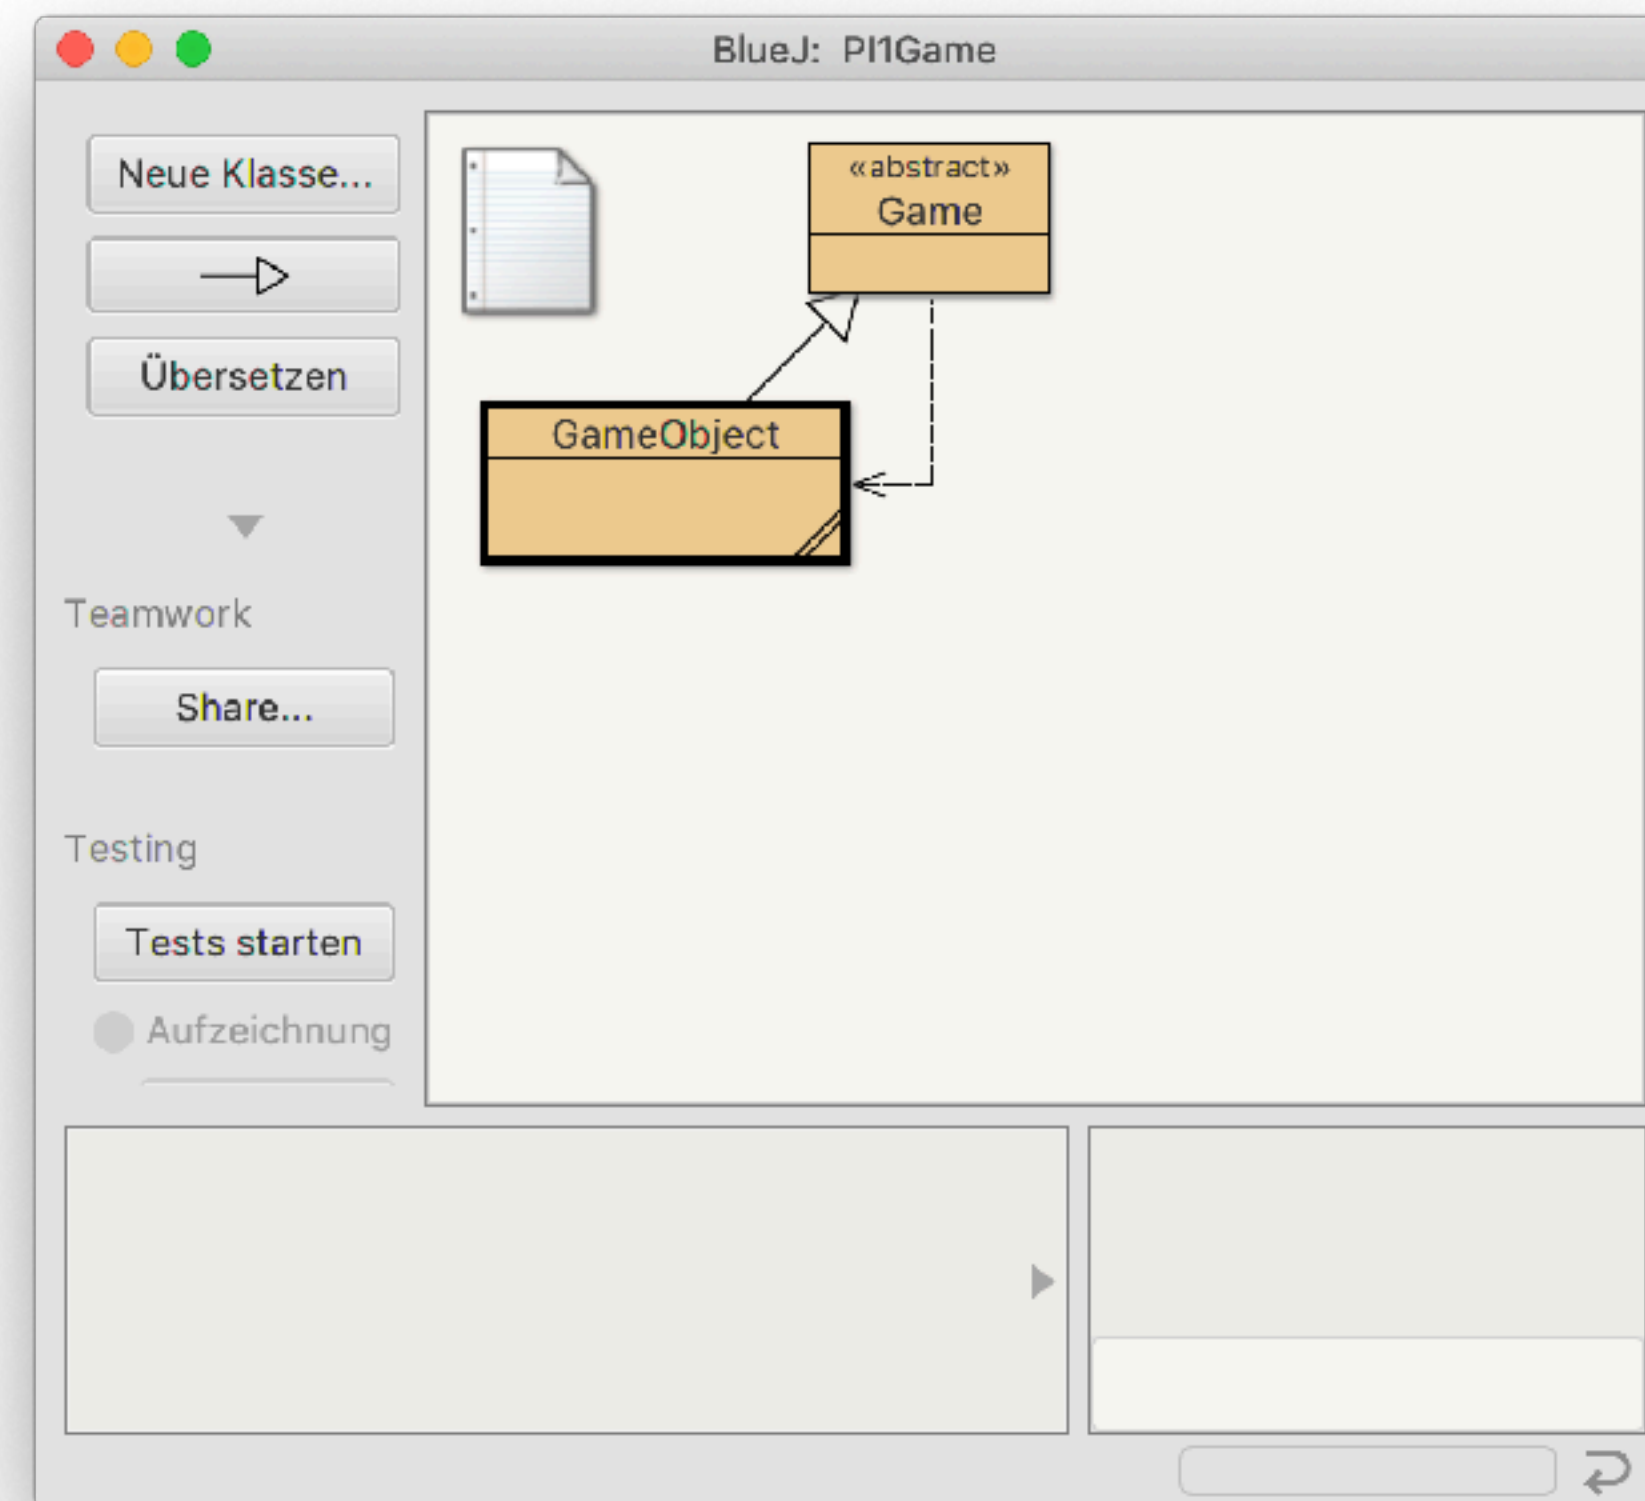 BlueJ: PI1Game
Neue Klasse...
Übersetzen
Teamwork
Share...
Testing
Tests starten
Aufzeichnung
«abstract»
Game
GameObject